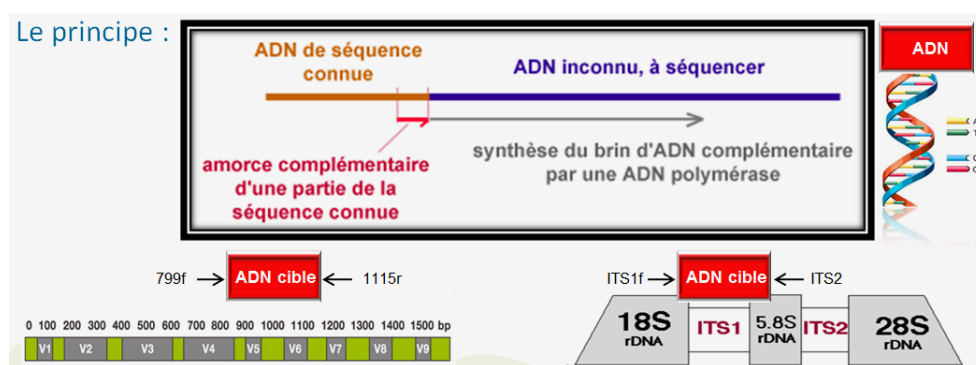 Le principe :
ADN de séquence
connue
ADN inconnu, à séquencer
amorce complémentaire
d'une partie de la
séquence connue
synthèse du brin d'ADN complémentaire
par une ADN polymérase
ADN
799f
ADN cible
1115r
0 100 200 300 400 500 600 700 800 900 1000 1100 1200 1300 1400 1500 bp
V1 V2 V3 V4 V5 V6 V7 V8 V9
ITS1f
ADN cible
ITS2
18S
rDNA
ITS1
5.8S
rDNA
ITS2
28S
rDNA